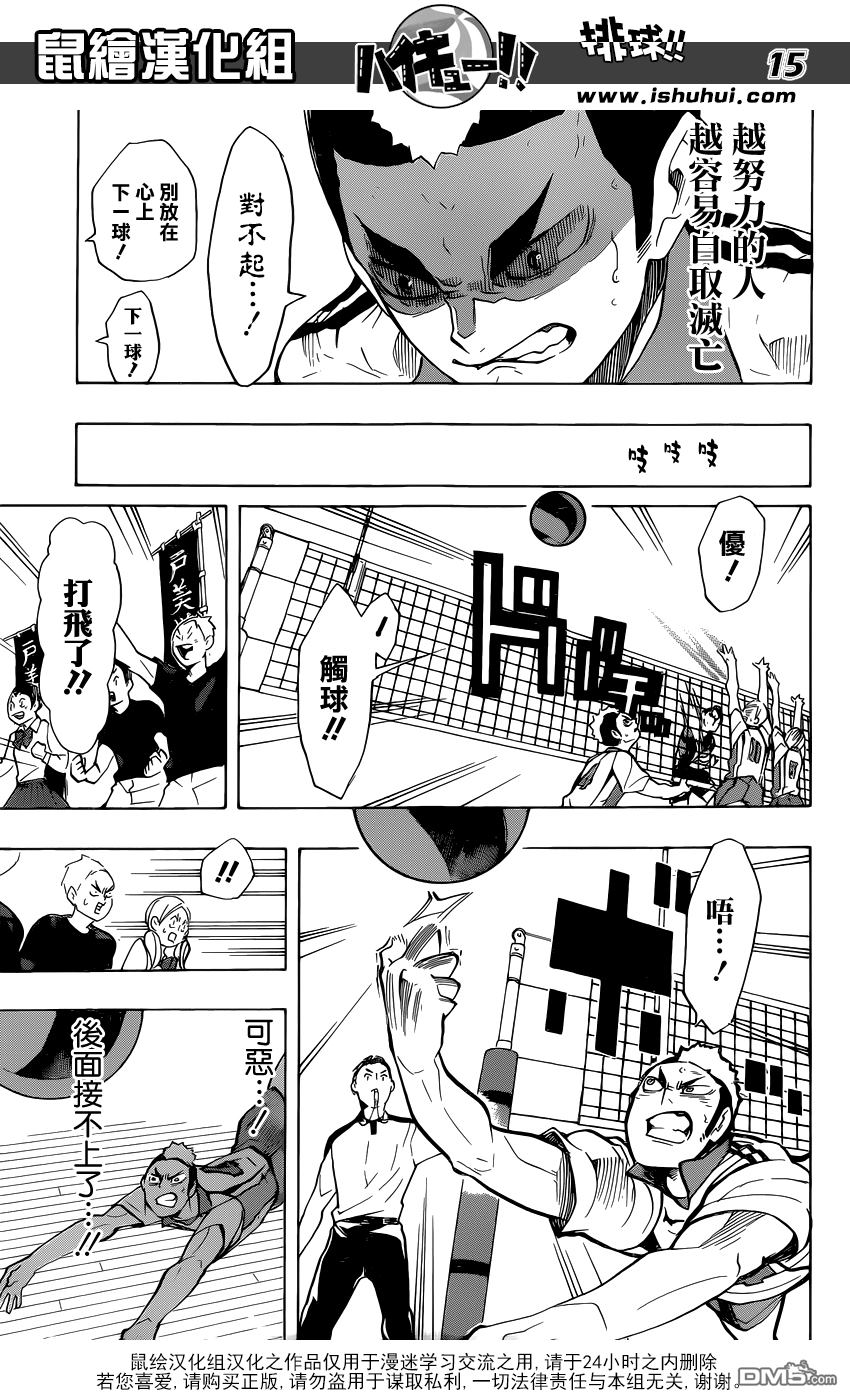 鼠繪漢化組
ハイキュー!!
排球!!
15
www.ishuhui.com
越努力的人
越容易自取滅亡
對不起…!
別放在
心上
下一球!
下一球!
吱
吱
吱
優!
!
觸球!!
打飛了!!
戶美
戶美
唔…!
!!
可惡…!
後面接不上了……!!
鼠绘汉化组汉化之作品仅用于漫迷学习交流之用, 请于24小时之内删除
若您喜爱, 请购买正版, 请勿盗用于谋取私利, 一切法律责任与本组无关, 谢谢。
DM5.com